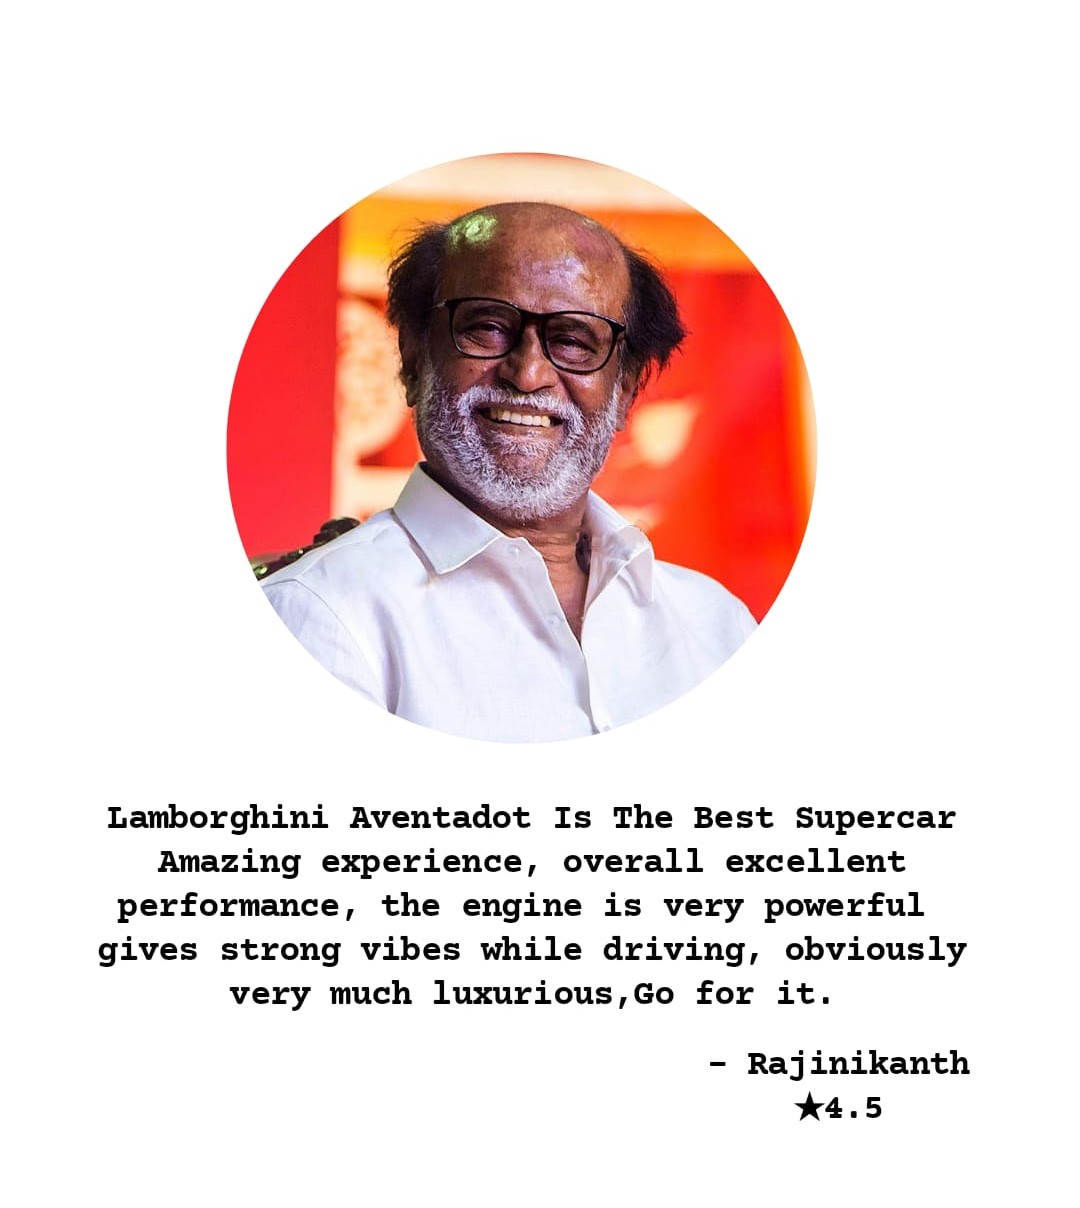 Lamborghini Aventadot Is The Best Supercar
Amazing experience, overall excellent
performance, the engine is very powerful
gives strong vibes while driving, obviously
very much luxurious,Go for it.
- Rajinikanth
★4.5